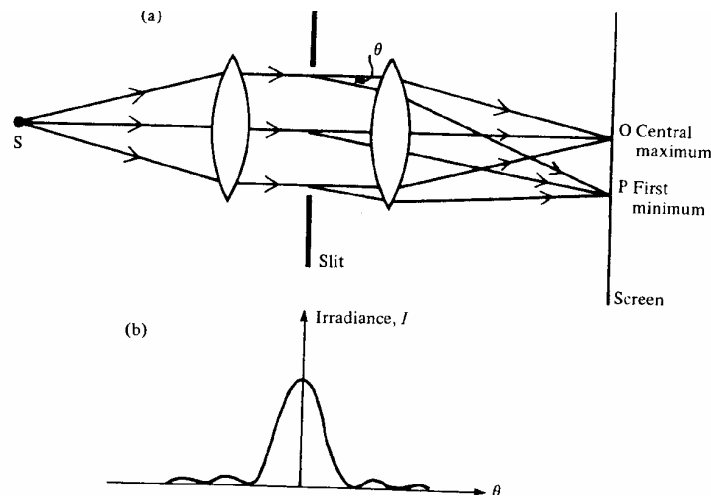 (a)
θ
S
O Central
maximum
P First
minimum
Slit
Screen
(b)
Irradiance, I
θ